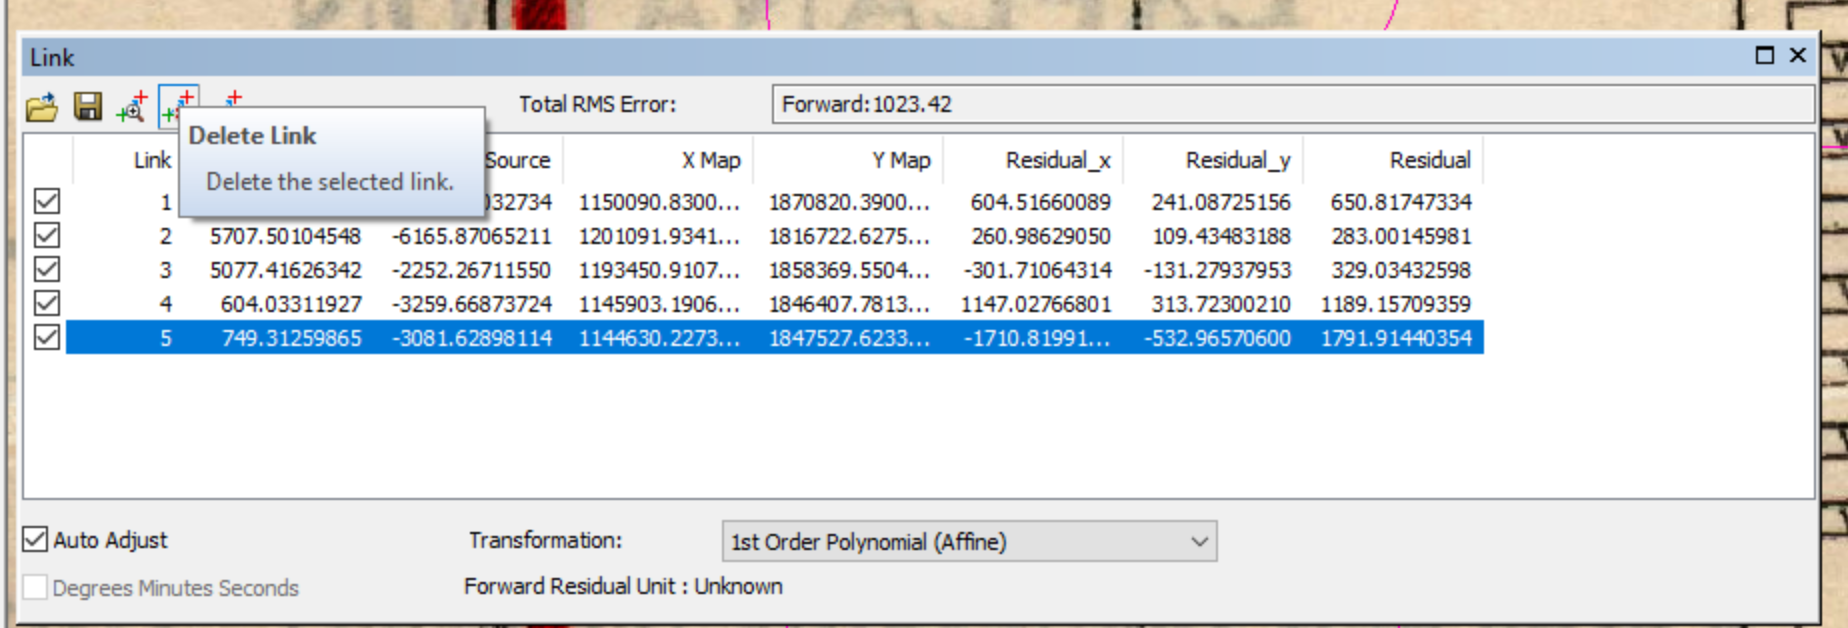 Link
Total RMS Error: Forward:1023.42
Delete Link
Delete the selected link.
Link Source X Map Y Map Residual_x Residual_y Residual
1 032734 1150090.8300... 1870820.3900... 604.51660089 241.08725156 650.81747334
2 5707.50104548 -6165.87065211 1201091.9341... 1816722.6275... 260.98629050 109.43483188 283.00145981
3 5077.41626342 -2252.26711550 1193450.9107... 1858369.5504... -301.71064314 -131.27937953 329.03432598
4 604.03311927 -3259.66873724 1145903.1906... 1846407.7813... 1147.02766801 313.72300210 1189.15709359
5 749.31259865 -3081.62898114 1144630.2273... 1847527.6233... -1710.81991... -532.96570600 1791.91440354
Auto Adjust Transformation: 1st Order Polynomial (Affine)
Degrees Minutes Seconds Forward Residual Unit : Unknown